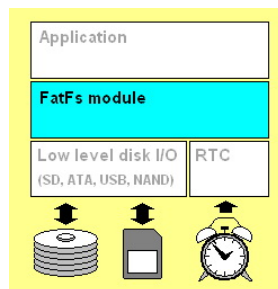 Application
FatFs module
Low level disk I/O
RTC
(SD, ATA, USB, NAND)